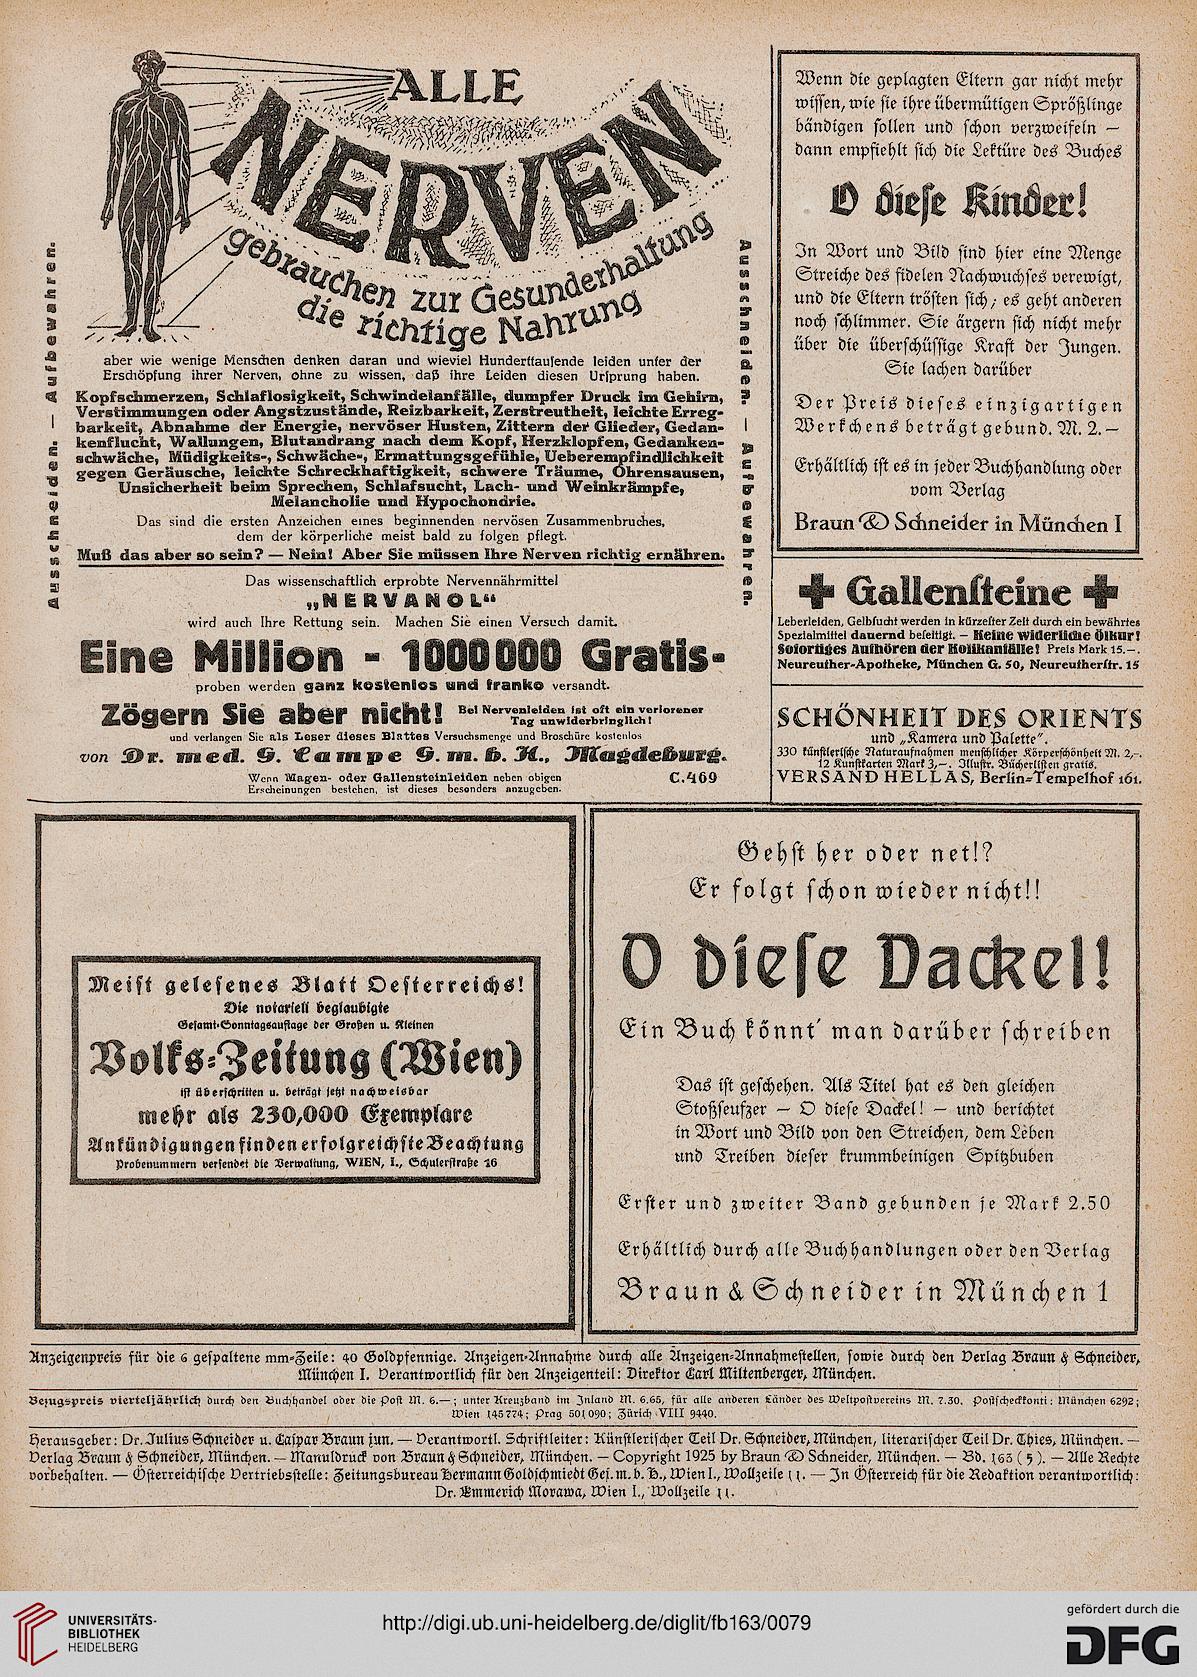 ALLE
NERVEN
gebrauchen zur Gesunderhaltung
die richtige Nahrung
Ausschneiden. — Aufbewahren.
Ausschneiden. — Aufbewahren.
aber wie wenige Menschen denken daran und wieviel Hunderttausende leiden unter der
Erschöpfung ihrer Nerven, ohne zu wissen, daß ihre Leiden diesen Ursprung haben.
Kopfschmerzen, Schlaflosigkeit, Schwindelanfälle, dumpfer Druck im Gehirn,
Verstimmungen oder Angstzustände, Reizbarkeit, Zerstreutheit, leichte Erreg-
barkeit, Abnahme der Energie, nervöser Husten, Zittern der Glieder, Gedan-
kenflucht, Wallungen, Blutandrang nach dem Kopf, Herzklopfen, Gedanken-
schwäche, Müdigkeits-, Schwäche-, Ermattungsgefühle, Ueberempfindlichkeit
gegen Geräusche, leichte Schreckhaftigkeit, schwere Träume, Ohrensausen,
Unsicherheit beim Sprechen, Schlafsucht, Lach- und Weinkrämpfe,
Melancholie und Hypochondrie.
Das sind die ersten Anzeichen eines beginnenden nervösen Zusammenbruches,
dem der körperliche meist bald zu folgen pflegt.
Muß das aber so sein? — Nein! Aber Sie müssen Ihre Nerven richtig ernähren.
Das wissenschaftlich erprobte Nervennährmittel
„NERVANOL“
wird auch Ihre Rettung sein. Machen Sie einen Versuch damit.
Eine Million - 1000000 Gratis-
proben werden ganz kostenlos und franko versandt.
Zögern Sie aber nicht! Bei Nervenleiden ist oft ein verlorener
Tag unwiderbringlich!
und verlangen Sie als Leser dieses Blattes Versuchsmenge und Broschüre kostenlos
von Dr. med. G. Campe G. m. b. H., Magdeburg.
Wenn Magen- oder Gallensteinleiden neben obigen
Erscheinungen bestehen, ist dieses besonders anzugeben.
C.469
Wenn die geplagten Eltern gar nicht mehr
wissen, wie sie ihre übermütigen Sprößlinge
bändigen sollen und schon verzweifeln —
dann empfiehlt sich die Lektüre des Buches
O diese Kinder!
In Wort und Bild sind hier eine Menge
Streiche des fidelen Nachwuchses verewigt,
und die Eltern trösten sich, es geht anderen
noch schlimmer. Sie ärgern sich nicht mehr
über die überschüssige Kraft der Jungen.
Sie lachen darüber
Der Preis dieses einzigartigen
Werkchens beträgt gebund. M. 2.—
Erhältlich ist es in jeder Buchhandlung oder
vom Verlag
Braun & Schneider in München I
✚ Gallensteine ✚
Leberleiden, Gelbsucht werden in kürzester Zeit durch ein bewährtes
Spezialmittel dauernd beseitigt. — Keine widerliche Ölkur!
Sofortiges Aufhören der Kolikanfälle! Preis Mark 15.—.
Neureuther-Apotheke, München G. 50, Neureutherstr. 15
SCHÖNHEIT DES ORIENTS
und „Kamera und Palette“.
330 künstlerische Naturaufnahmen menschlicher Körperschönheit M. 2,—.
12 Kunstkarten Mark 3,—. Illustr. Bücherlisten gratis.
VERSAND HELLAS, Berlin-Tempelhof 161.
Meist gelesenes Blatt Oesterreichs!
Die notariell beglaubigte
Gesamt-Sonntagsauflage der Großen u. Kleinen
Volks-Zeitung (Wien)
ist überschritten u. beträgt jetzt nachweisbar
mehr als 230,000 Exemplare
Ankündigungen finden erfolgreichste Beachtung
Probenummern versendet die Verwaltung, WIEN, I., Schulerstraße 16
Gehst her oder net!?
Er folgt schon wieder nicht!!
O diese Dackel!
Ein Buch könnt' man darüber schreiben
Das ist geschehen. Als Titel hat es den gleichen
Stoßseufzer — O diese Dackel! — und berichtet
in Wort und Bild von den Streichen, dem Leben
und Treiben dieser krummbeinigen Spitzbuben
Erster und zweiter Band gebunden je Mark 2.50
Erhältlich durch alle Buchhandlungen oder den Verlag
Braun & Schneider in München 1
Anzeigenpreis für die 6 gespaltene mm-Zeile: 40 Goldpfennige. Anzeigen-Annahme durch alle Anzeigen-Annahmestellen, sowie durch den Verlag Braun & Schneider,
München I. Verantwortlich für den Anzeigenteil: Direktor Carl Miltenberger, München.
Bezugspreis vierteljährlich durch den Buchhandel oder die Post M. 6.—; unter Kreuzband im Inland M. 6.65, für alle anderen Länder des Weltpostvereins M. 7.30. Postscheckkonti: München 6292;
Wien 145774; Prag 501090; Zürich VIII 9440.
Herausgeber: Dr. Julius Schneider u. Caspar Braun jun. — Verantwortl. Schriftleiter: Künstlerischer Teil Dr. Schneider, München, literarischer Teil Dr. Thies, München. —
Verlag Braun & Schneider, München. — Manuldruck von Braun & Schneider, München. — Copyright 1925 by Braun & Schneider, München. — Bd. 163 (5). — Alle Rechte
vorbehalten. — Österreichische Vertriebsstelle: Zeitungsbureau Hermann Goldschmiedt Ges. m. b. H., Wien I., Wollzeile 11. — In Österreich für die Redaktion verantwortlich:
Dr. Emmerich Morawa, Wien I., Wollzeile 11.
UNIVERSITÄTS-
BIBLIOTHEK
HEIDELBERG
http://digi.ub.uni-heidelberg.de/diglit/fb163/0079
gefördert durch die
DFG